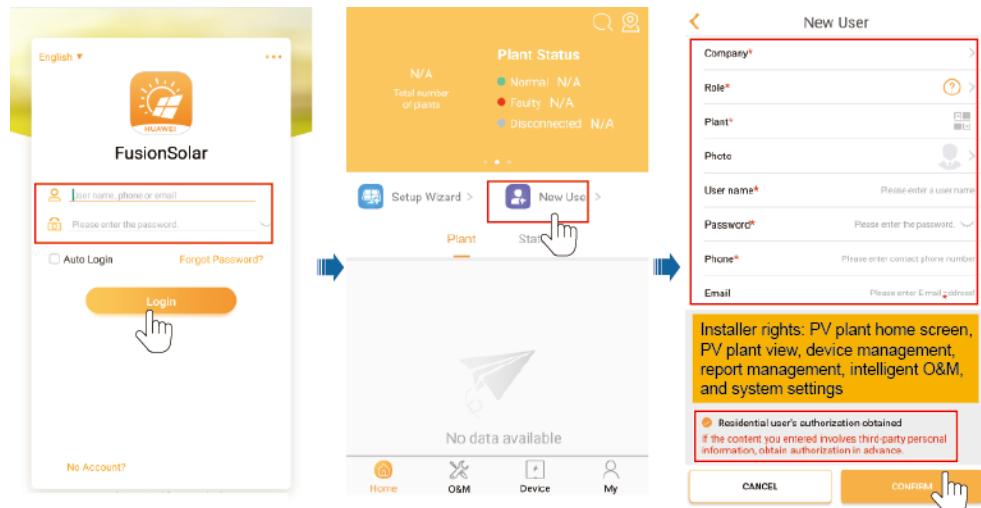 English ▼
HUAWEI
FusionSolar
User name, phone or email
Please enter the password.
Auto Login
Forgot Password?
Login
No Account?
Plant Status
N/A
Total number
of plants
Normal N/A
Faulty N/A
Disconnected N/A
Setup Wizard >
New Use >
Plant
Stat
No data available
Home
O&M
Device
My
New User
Company*
Role*
?
Plant*
Photo
User name*
Please enter a user name
Password*
Please enter the password.
Phone*
Please enter contact phone number
Email
Please enter E-mail address!
Installer rights: PV plant home screen,
PV plant view, device management,
report management, intelligent O&M,
and system settings
Residential user's authorization obtained
If the content you entered involves third-party personal
information, obtain authorization in advance.
CANCEL
CONFIRM